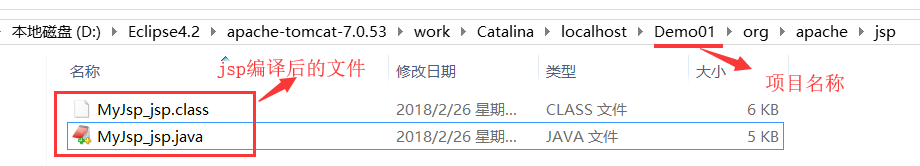 本地磁盘 (D:) ▸ Eclipse4.2 ▸ apache-tomcat-7.0.53 ▸ work ▸ Catalina ▸ localhost ▸ Demo01 ▸ org ▸ apache ▸ jsp
名称 jsp编译后的文件 修改日期 类型 大小 项目名称
MyJsp_jsp.class 2018/2/26 星期... CLASS 文件 6 KB
MyJsp_jsp.java 2018/2/26 星期... JAVA 文件 5 KB